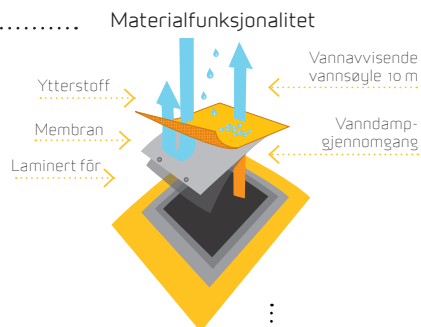 Materialfunksjonalitet
Ytterstoff
Membran
Laminert fôr
Vannavvisende
vannsøyle 10 m
Vanndamp-
gjennomgang